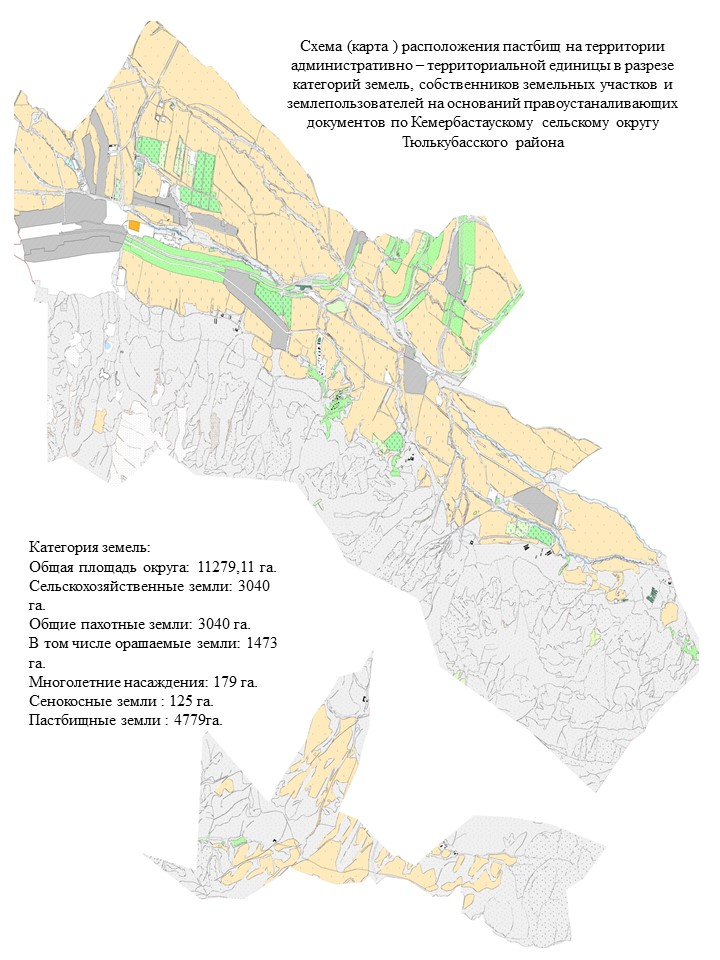 Схема (карта ) расположения пастбищ на территории
административно – территориальной единицы в разрезе
категорий земель, собственников земельных участков и
землепользователей на оснований правоустаналивающих
документов по Кемербастаускому сельскому округу
Тюлькубасского района
Категория земель:
Общая площадь округа: 11279,11 га.
Сельскохозяйственные земли: 3040
га.
Общие пахотные земли: 3040 га.
В том числе орашаемые земли: 1473
га.
Многолетние насаждения: 179 га.
Сенокосные земли : 125 га.
Пастбищные земли : 4779га.